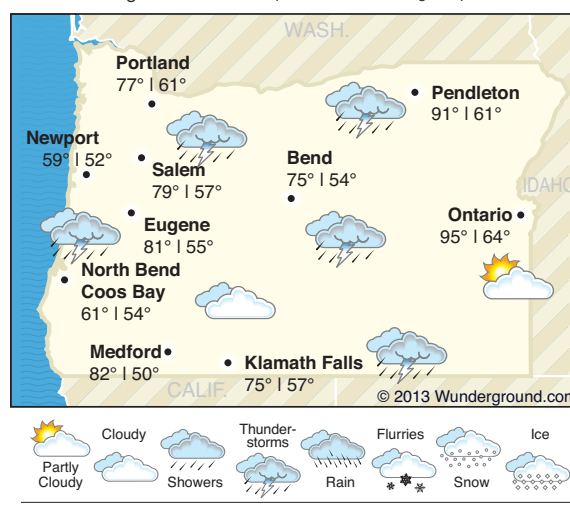 WASH.
Portland
77° | 61°
Pendleton
91° | 61°
Newport
59° | 52°
Salem
79° | 57°
Bend
75° | 54°
IDAHO
Eugene
81° | 55°
Ontario
95° | 64°
North Bend
Coos Bay
61° | 54°
Medford
82° | 50°
Klamath Falls
75° | 57°
CALIF.
© 2013 Wunderground.com
Partly
Cloudy
Cloudy
Showers
Thunder-
storms
Rain
Flurries
Snow
Ice